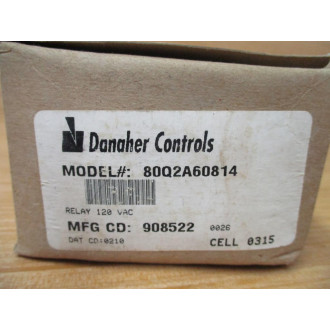 Danaher Controls
MODEL#: 80Q2A60814
RELAY 120 VAC
MFG CD: 908522 0026
DAT CD:0210 CELL 0315